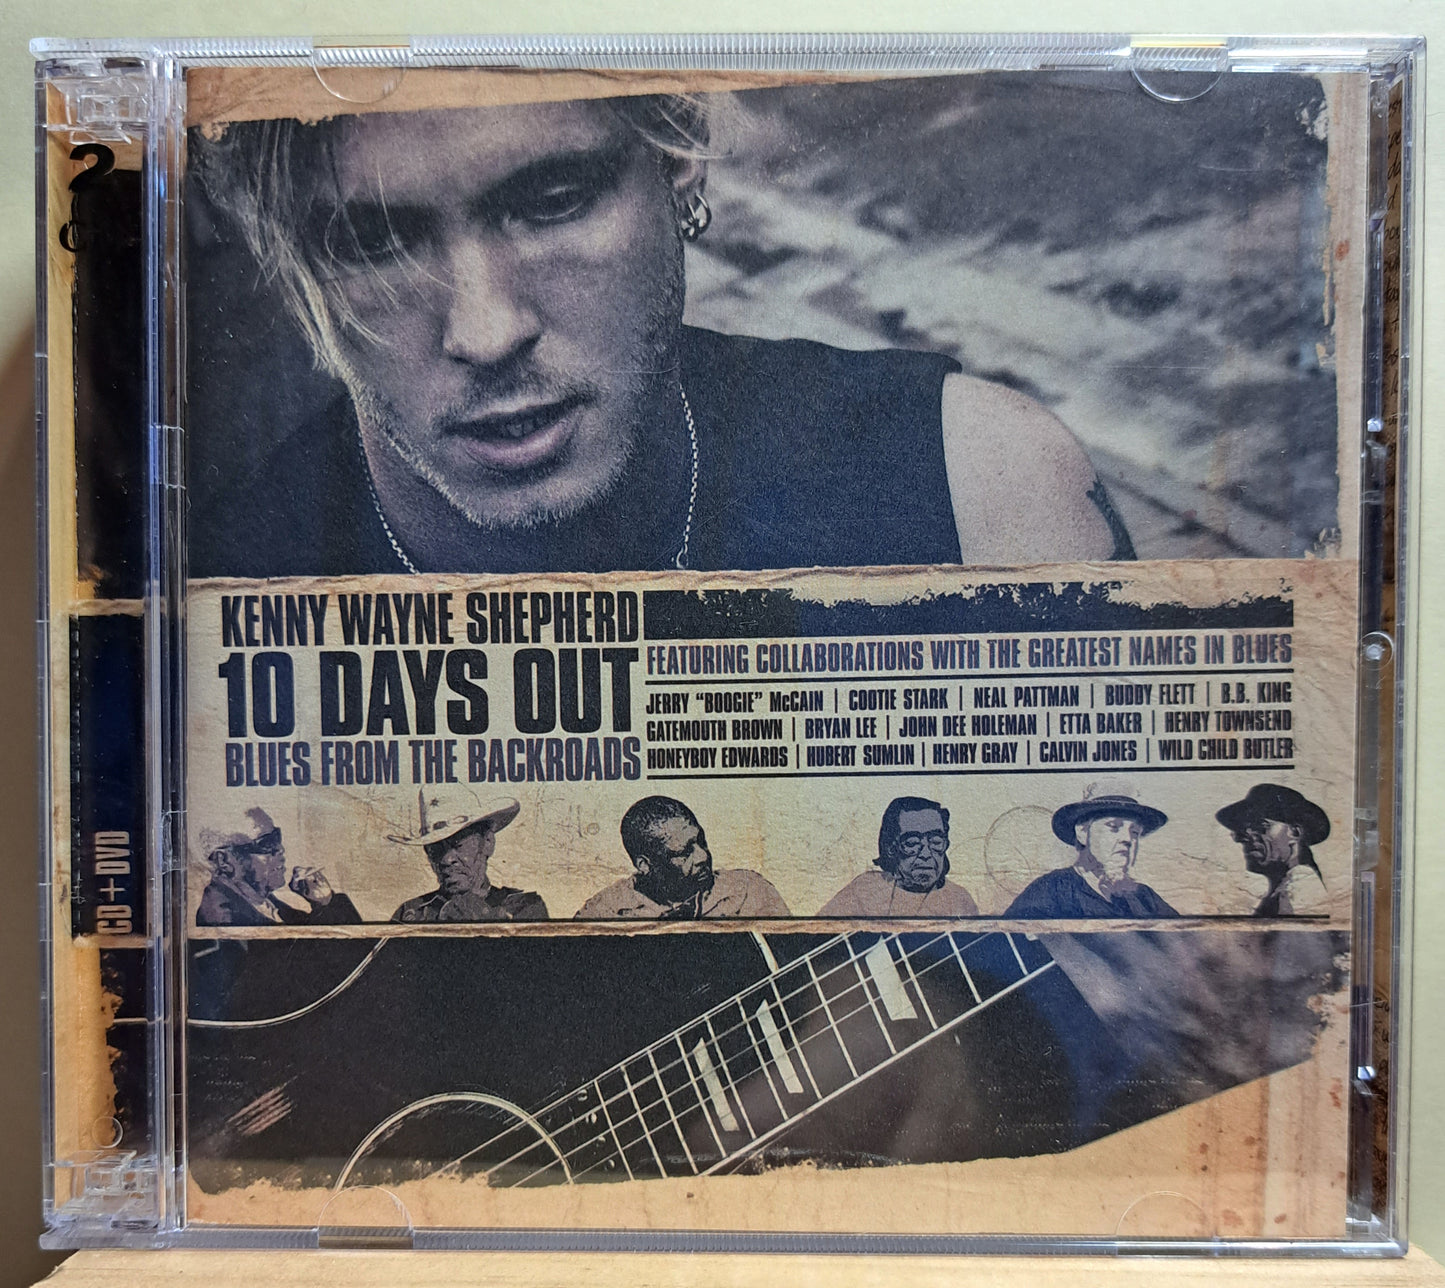 KENNY WAYNE SHEPHERD
10 DAYS OUT
BLUES FROM THE BACKROADS
FEATURING COLLABORATIONS WITH THE GREATEST NAMES IN BLUES
JERRY "BOOGIE" McCAIN | COOTIE STARK | NEAL PATTMAN | BUDDY FLETT | B.B. KING
GATEMOUTH BROWN | BRYAN LEE | JOHN DEE HOLEMAN | ETTA BAKER | HENRY TOWNSEND
HONEYBOY EDWARDS | HUBERT SUMLIN | HENRY GRAY | CALVIN JONES | WILD CHILD BUTLER
2
CD + DVD